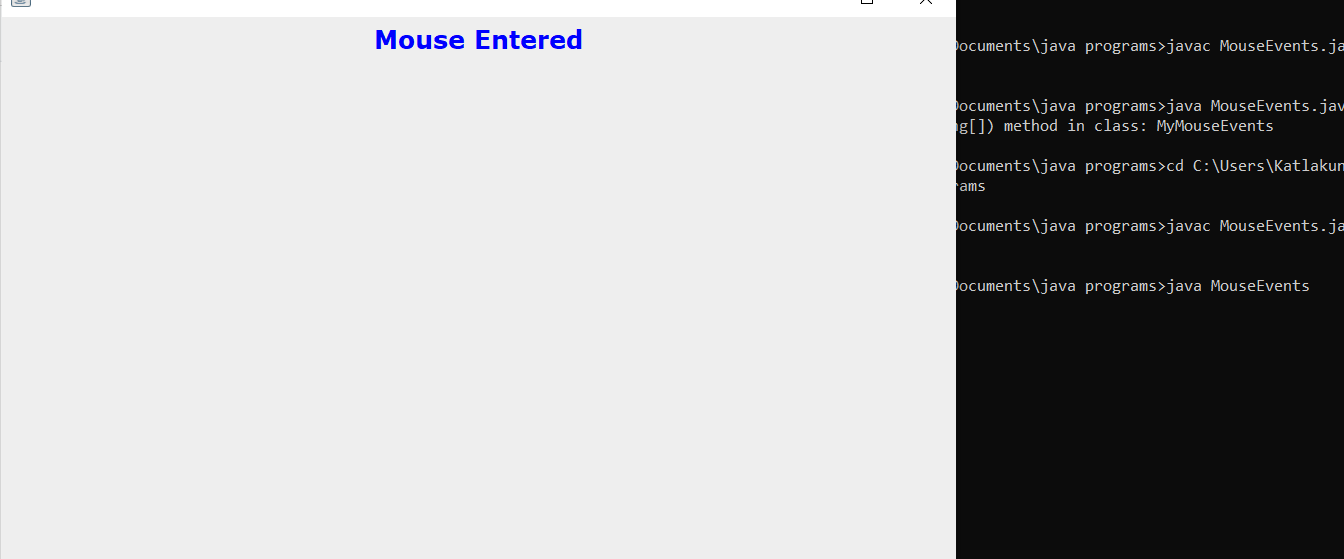 Mouse Entered
Documents\java programs>javac MouseEvents.ja
Documents\java programs>java MouseEvents.jav
ng[]) method in class: MyMouseEvents
Documents\java programs>cd C:\Users\Katlakun
rams
Documents\java programs>javac MouseEvents.ja
Documents\java programs>java MouseEvents